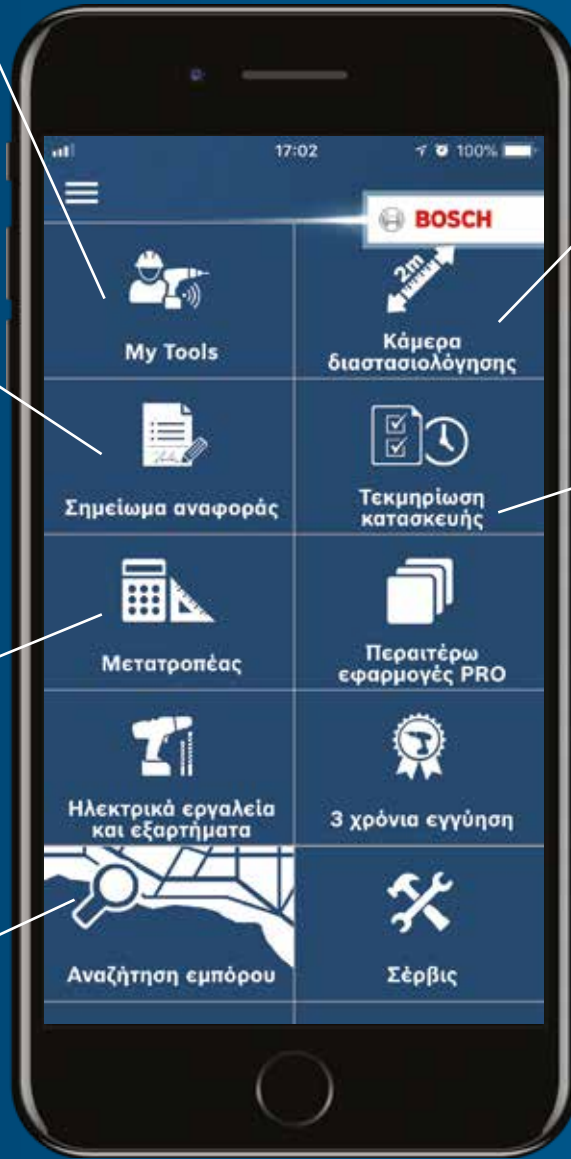 17:02
100%
BOSCH
My Tools
2m
Κάμερα
διαστασιολόγησης
Σημείωμα αναφοράς
Τεκμηρίωση
κατασκευής
Μετατροπέας
Περαιτέρω
εφαρμογές PRO
Ηλεκτρικά εργαλεία
και εξαρτήματα
3 χρόνια εγγύηση
Αναζήτηση εμπόρου
Σέρβις